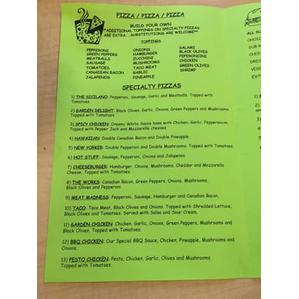 PIZZA / PIZZA / PIZZA
BUILD YOUR OWN
*ADDITIONAL TOPPINGS ON SPECIALTY PIZZAS
ARE EXTRA...SUBSTITUTIONS ARE WELCOME**
TOPPINGS
PEPPERONI ONIONS SALAMI
GREEN PEPPERS HAMBURGER BLACK OLIVES
MEATBALLS ZUCCHINI PEPPERONCINI
SAUSAGE MUSHROOMS CHICKEN
TOMATOES TACO MEAT GREEN OLIVES
CANADIAN BACON GARLIC SHRIMP
JALAPENO PINEAPPLE
SPECIALTY PIZZAS
1) THE SICILIANO: Pepperoni, Sausage, Garlic and Meatballs. Topped with
Tomatoes.
2) GARDEN DELIGHT: Black Olives, Garlic, Onions, Green Peppers and Mushrooms
Topped with Tomatoes.
3) SPICY CHICKEN: Creamy White Sauce base with Chicken, Garlic, Pepperoncini,
Topped with Pepper Jack and Mozzarella cheeses
4) HAWAIIAN: Double Canadian Bacon and Double Pineapple.
5) NEW YORKER: Double Pepperoni and Double Mushrooms. Topped with Tomatoes.
6) HOT STUFF: Sausage, Pepperoni, Onions and Jalapenos
7) CHEESEBURGER: Hamburger, Onions, Mushrooms, Cheddar and Mozzarella
Cheese. Topped with Tomatoes.
8) THE WORKS: Canadian Bacon, Green Peppers, Onions, Mushrooms,
Black Olives and Pepperoni.
9) MEAT MADNESS: Pepperoni, Sausage, Hamburger and Canadian Bacon.
10) TACO: Taco Meat, Black Olives and Onions. Topped with Shredded Lettuce,
Black Olives and Tomatoes. Served with Salsa and Sour Cream.
11) GARDEN CHICKEN: Chicken, Garlic, Onions, Green Peppers, Mushrooms and
Black Olives. Topped with Tomatoes.
12) BBQ CHICKEN: Our Special BBQ Sauce, Chicken, Pineapple, Mushrooms and
Onions.
13) PESTO CHICKEN: Pesto, Chicken, Garlic, Olives and Mushrooms
Topped with Tomatoes.